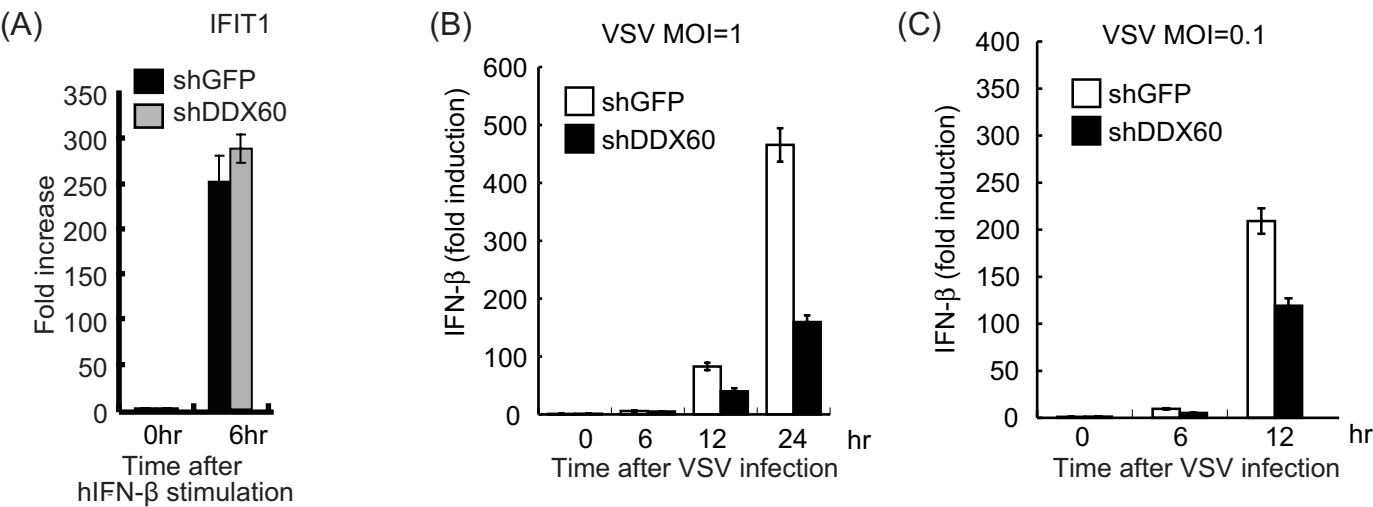 (A)
IFIT1
shGFP
shDDX60
Fold increase
350
300
250
200
150
100
50
0
0hr
6hr
Time after
hIFN-β stimulation
(B)
VSV MOI=1
shGFP
shDDX60
IFN-β (fold induction)
600
500
400
300
200
100
0
0 6 12 24 hr
Time after VSV infection
(C)
VSV MOI=0.1
shGFP
shDDX60
IFN-β (fold induction)
400
350
300
250
200
150
100
50
0
0 6 12 hr
Time after VSV infection